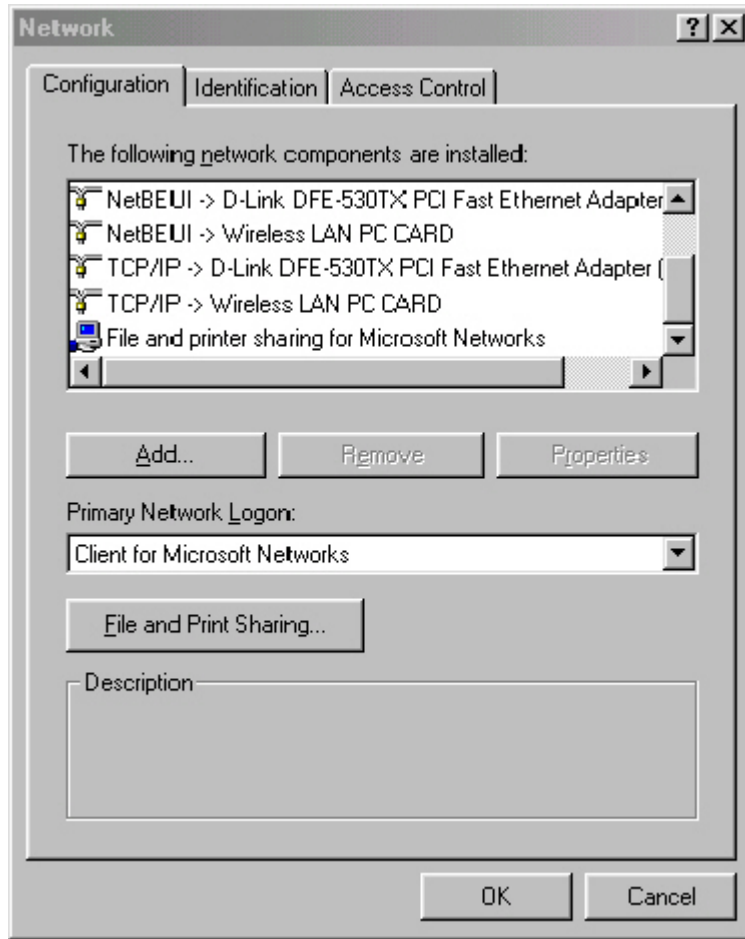 Network
Configuration Identification Access Control
The following network components are installed:
NetBEUI -> D-Link DFE-530TX PCI Fast Ethernet Adapter
NetBEUI -> Wireless LAN PC CARD
TCP/IP -> D-Link DFE-530TX PCI Fast Ethernet Adapter (
TCP/IP -> Wireless LAN PC CARD
File and printer sharing for Microsoft Networks
Add... Remove Properties
Primary Network Logon:
Client for Microsoft Networks
File and Print Sharing...
Description
OK Cancel